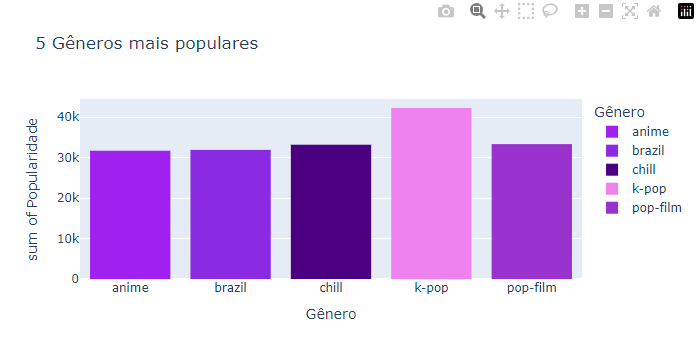 5 Gêneros mais populares
sum of Popularidade
40k
30k
20k
10k
0
anime
brazil
chill
k-pop
pop-film
Gênero
Gênero
anime
brazil
chill
k-pop
pop-film